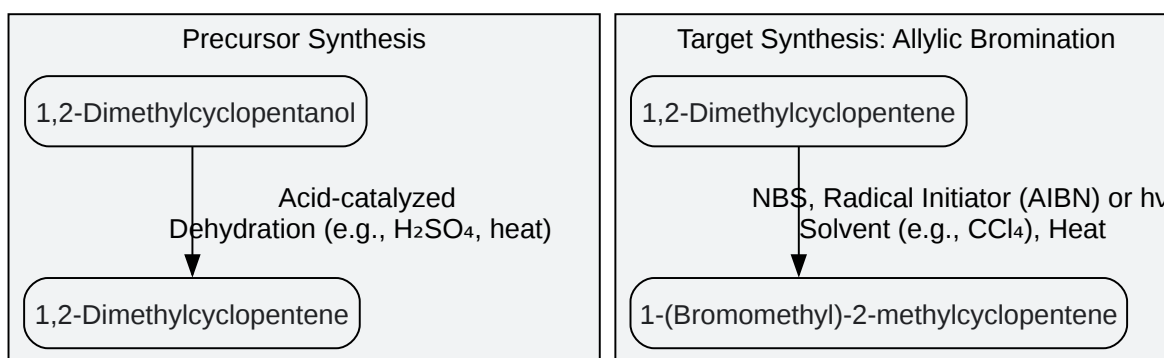 Precursor Synthesis
1,2-Dimethylcyclopentanol
Acid-catalyzed
Dehydration (e.g., H₂SO₄, heat)
1,2-Dimethylcyclopentene
Target Synthesis: Allylic Bromination
1,2-Dimethylcyclopentene
NBS, Radical Initiator (AIBN) or hv
Solvent (e.g., CCl₄), Heat
1-(Bromomethyl)-2-methylcyclopentene